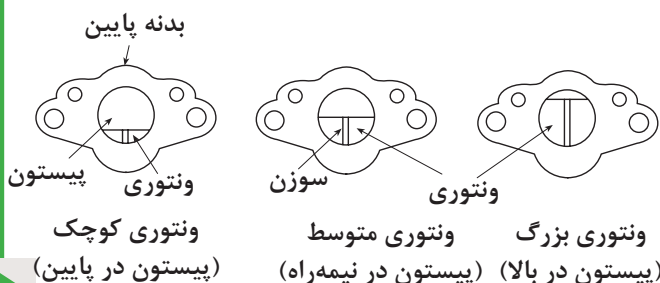 بدنه پایین
پیستون
ونتوری
سوزن
ونتوری
ونتوری کوچک
(پیستون در پایین)
ونتوری متوسط
(پیستون در نیمه‌راه)
ونتوری بزرگ
(پیستون در بالا)